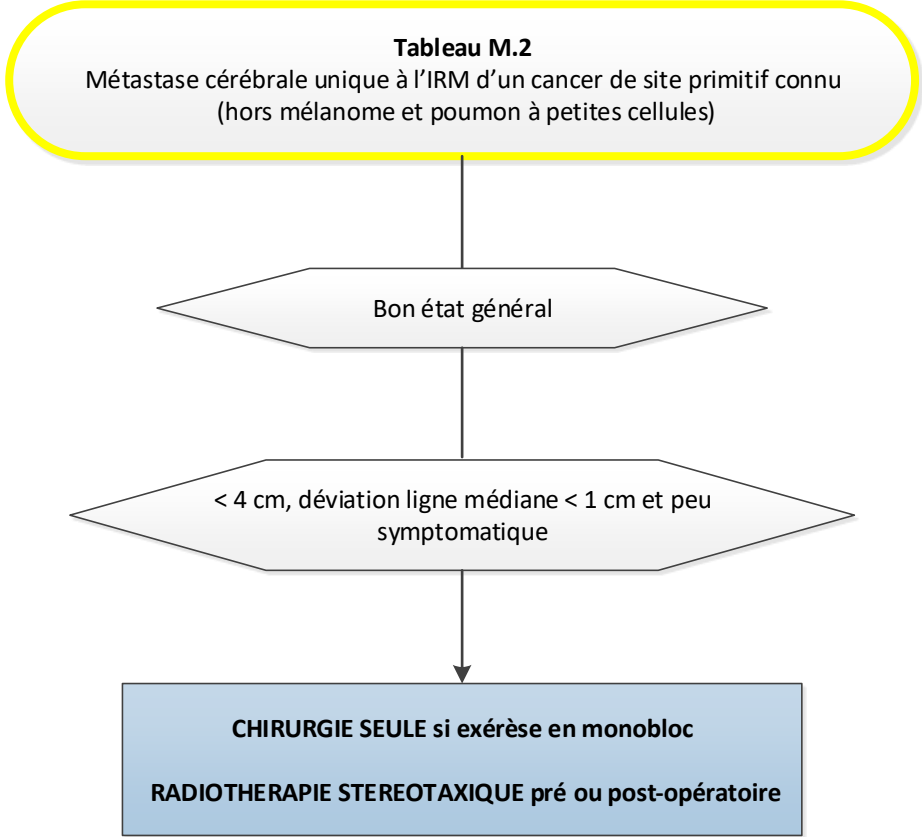 Tableau M.2
Métastase cérébrale unique à l’IRM d’un cancer de site primitif connu
(hors mélanome et poumon à petites cellules)
Bon état général
< 4 cm, déviation ligne médiane < 1 cm et peu
symptomatique
CHIRURGIE SEULE si exérèse en monobloc
RADIOTHERAPIE STEREOTAXIQUE pré ou post-opératoire